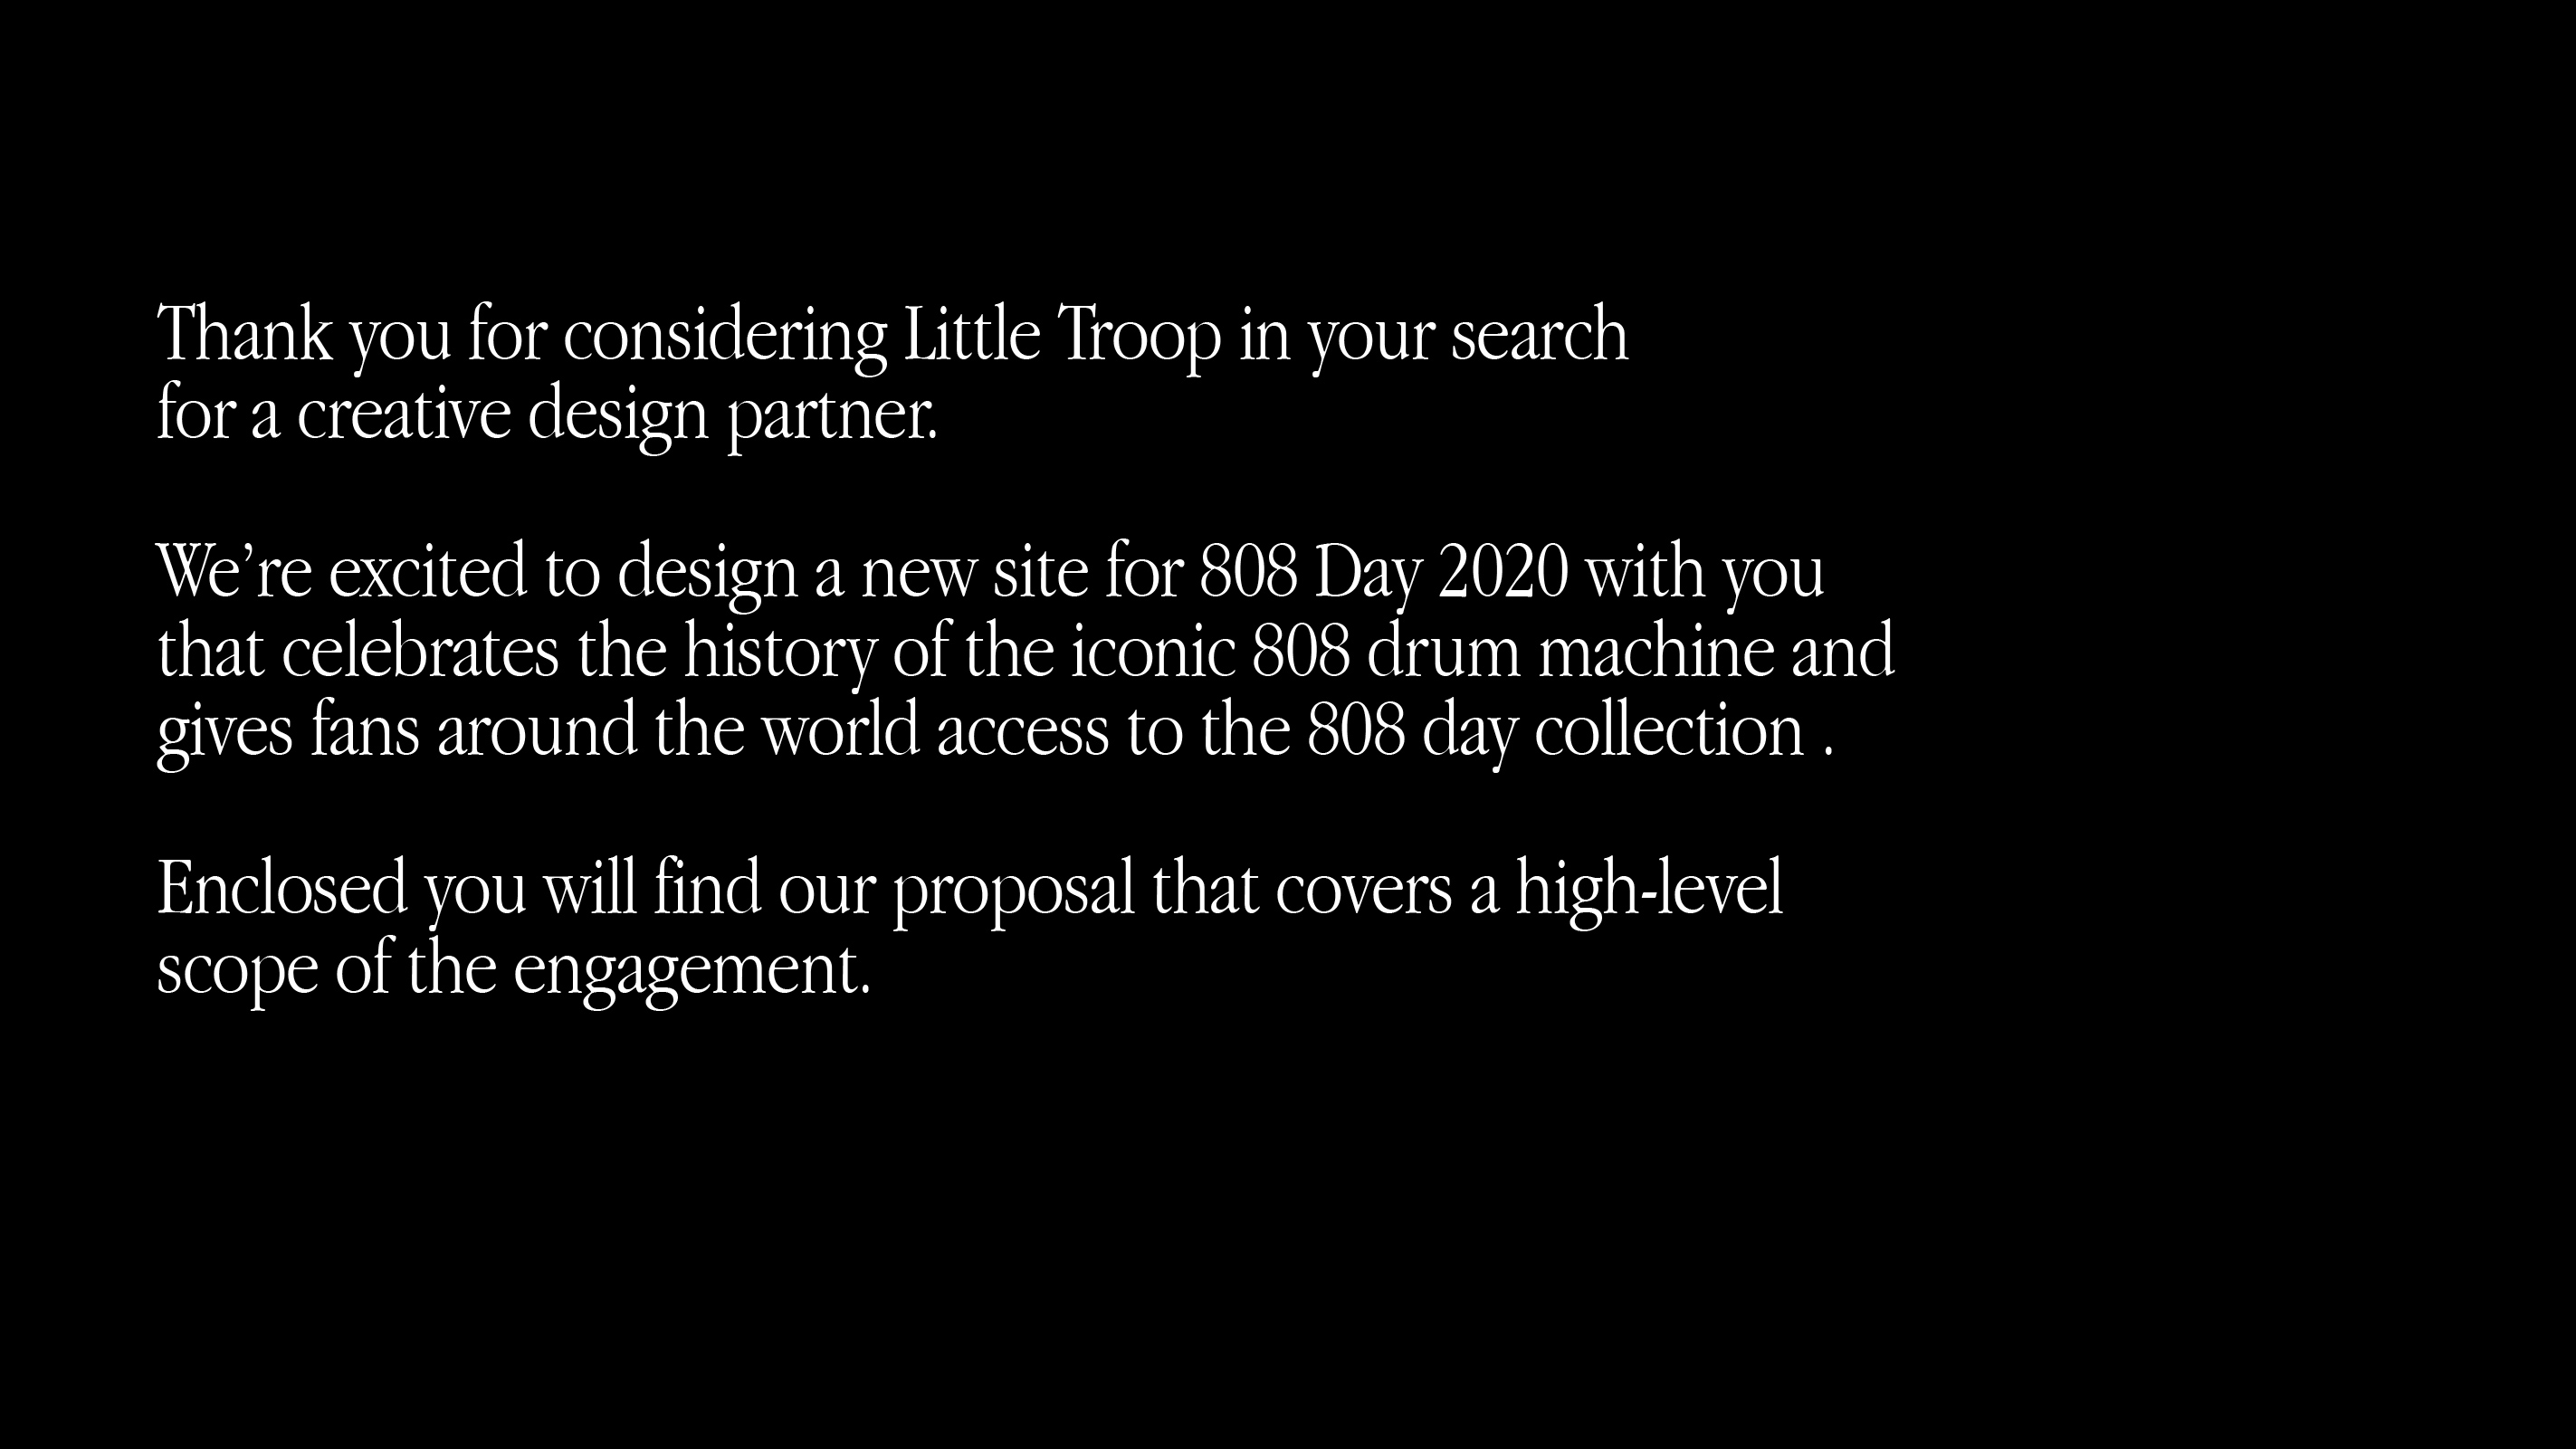 Thank you for considering Little Troop in your search
for a creative design partner.
We’re excited to design a new site for 808 Day 2020 with you
that celebrates the history of the iconic 808 drum machine and
gives fans around the world access to the 808 day collection .
Enclosed you will find our proposal that covers a high-level
scope of the engagement.